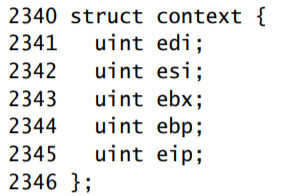 2340 struct context {
2341   uint edi;
2342   uint esi;
2343   uint ebx;
2344   uint ebp;
2345   uint eip;
2346 };